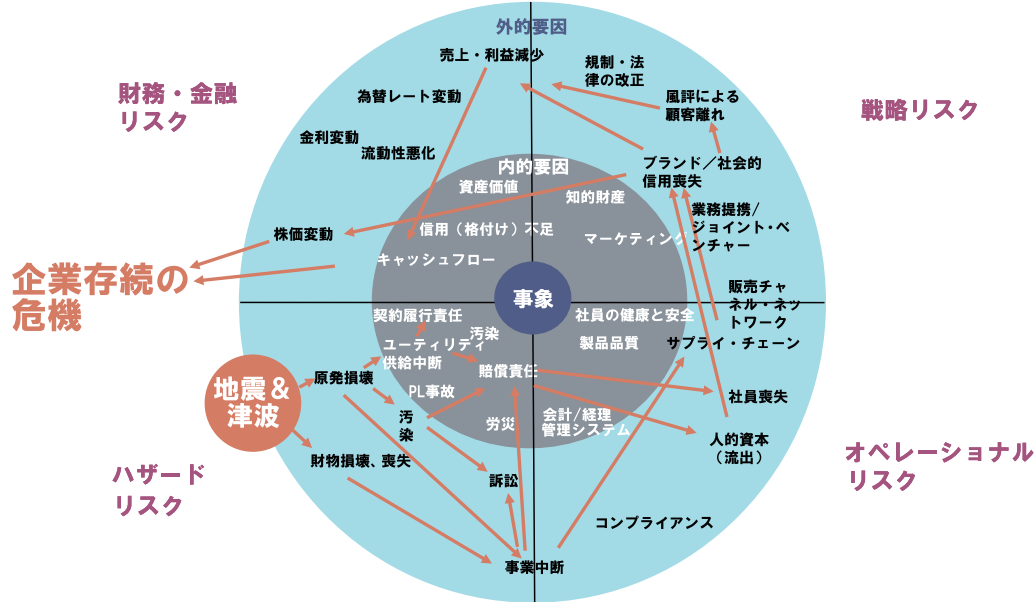 外的要因
売上・利益減少
規制・法
律の改正
財務・金融
リスク
為替レート変動
風評による
顧客離れ
戦略リスク
金利変動
流動性悪化
内的要因
ブランド／社会的
信用喪失
資産価値
知的財産
業務提携/
ジョイント・ベ
ンチャー
株価変動
信用（格付け）不足
マーケティング
キャッシュフロー
企業存続の
危機
事象
販売チャ
ネル・ネッ
トワーク
契約履行責任
社員の健康と安全
汚染
ユーティリティ
供給中断
製品品質
サプライ・チェーン
地震＆
津波
原発損壊
賠償責任
PL事故
社員喪失
汚
染
労災
会計/経理
管理システム
人的資本
（流出）
財物損壊、喪失
ハザード
リスク
訴訟
オペレーショナル
リスク
コンプライアンス
事業中断